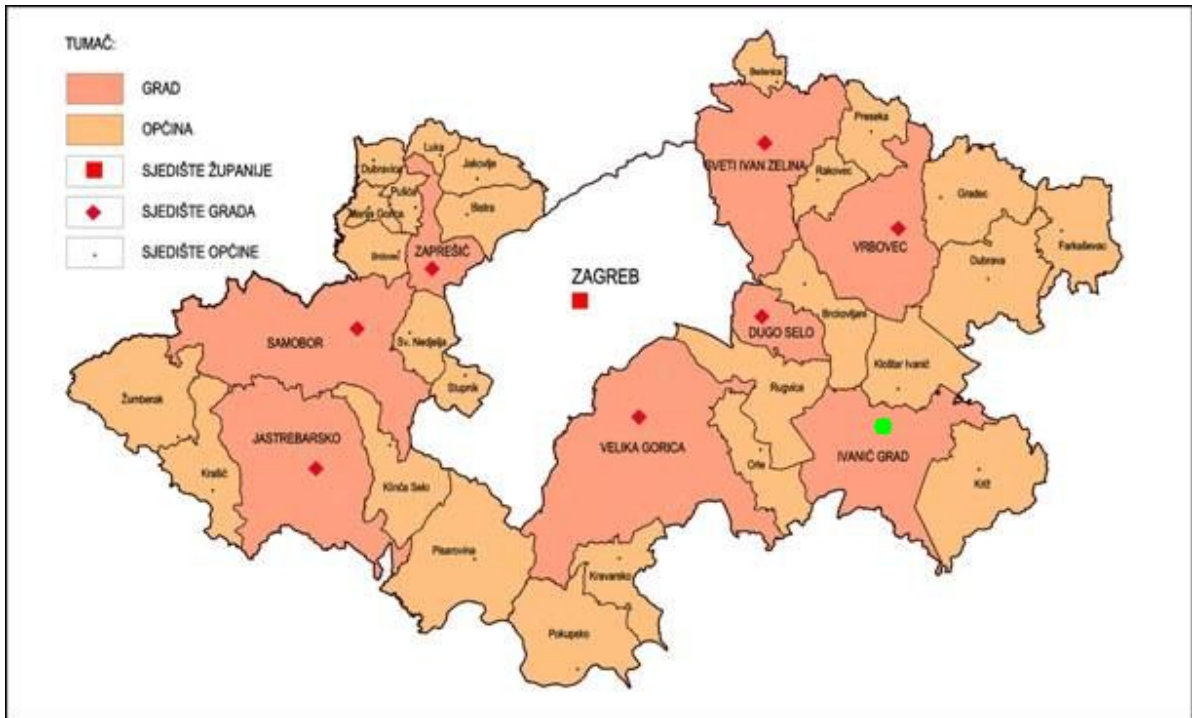 TUMAČ:
GRAD
OPĆINA
SJEDIŠTE ŽUPANIJE
SJEDIŠTE GRADA
SJEDIŠTE OPĆINE
Bedenica
Preseka
SVETI IVAN ZELINA
Rakovec
Gradec
Farkaševac
VRBOVEC
Dubrava
Luka
Jakovlje
Dubravica
Pušća
Marija Gorica
Bistra
Brdovec
ZAPREŠIĆ
ZAGREB
Brckovljani
DUGO SELO
Kloštar Ivanić
SAMOBOR
Sv. Nedjelja
Stupnik
Rugvica
Žumberak
JASTREBARSKO
VELIKA GORICA
IVANIĆ GRAD
Orle
Križ
Krašić
Klinča Selo
Pisarovina
Kravarsko
Pokupsko